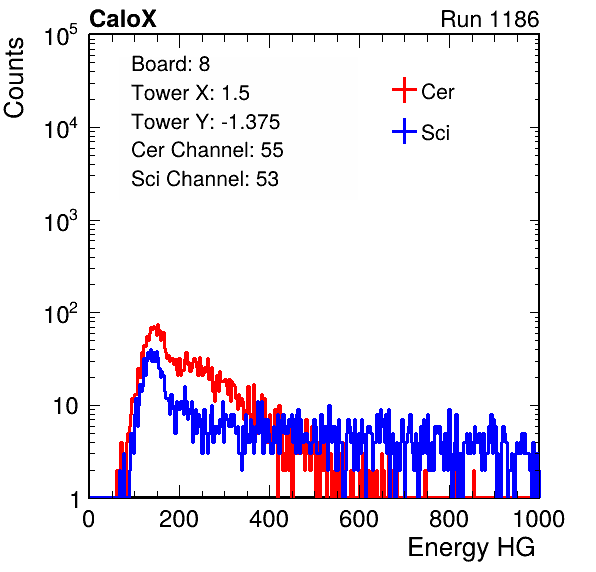 CaloX Run 1186
Counts
10^5
10^4
10^3
10^2
10
1
Board: 8
Tower X: 1.5
Tower Y: -1.375
Cer Channel: 55
Sci Channel: 53
Cer
Sci
0 200 400 600 800 1000
Energy HG